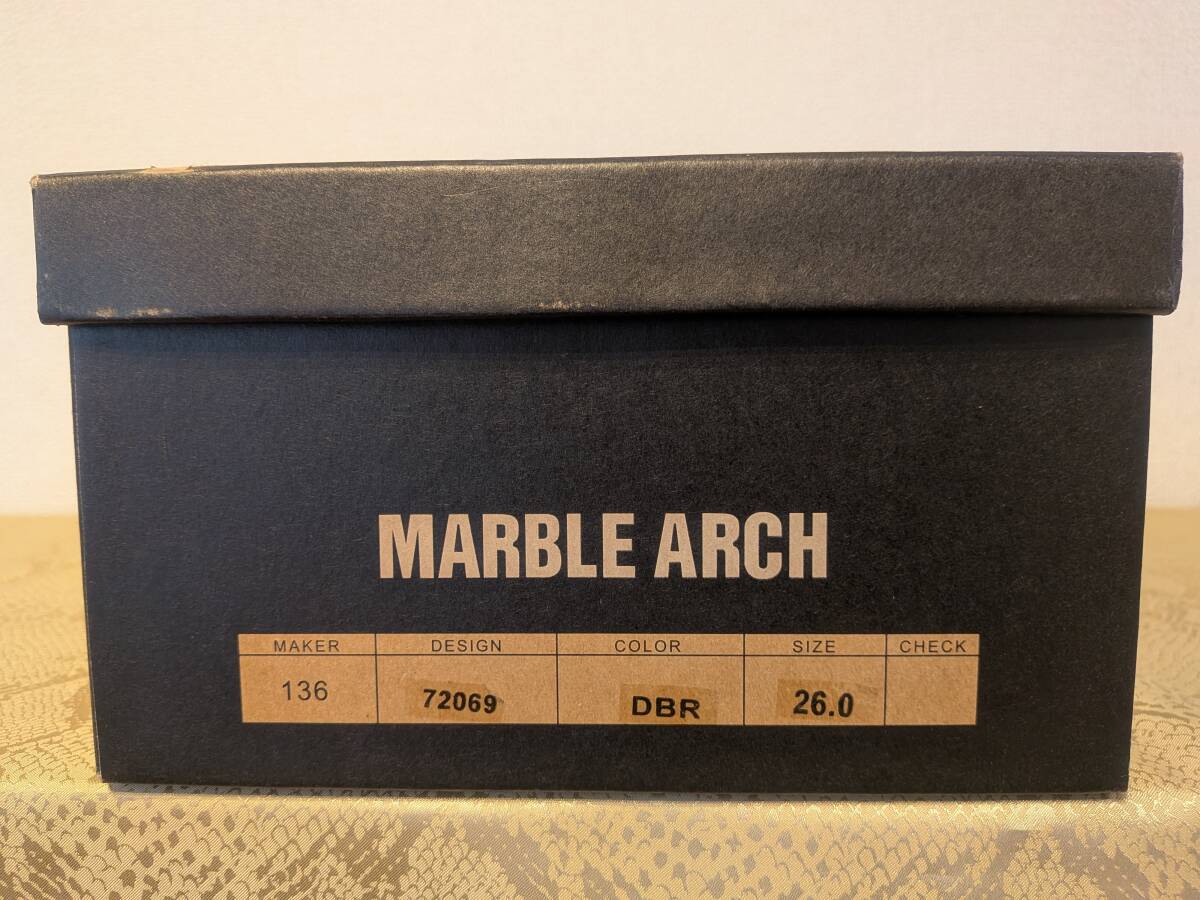 MARBLE ARCH
MAKER DESIGN COLOR SIZE CHECK
136 72069 DBR 26.0